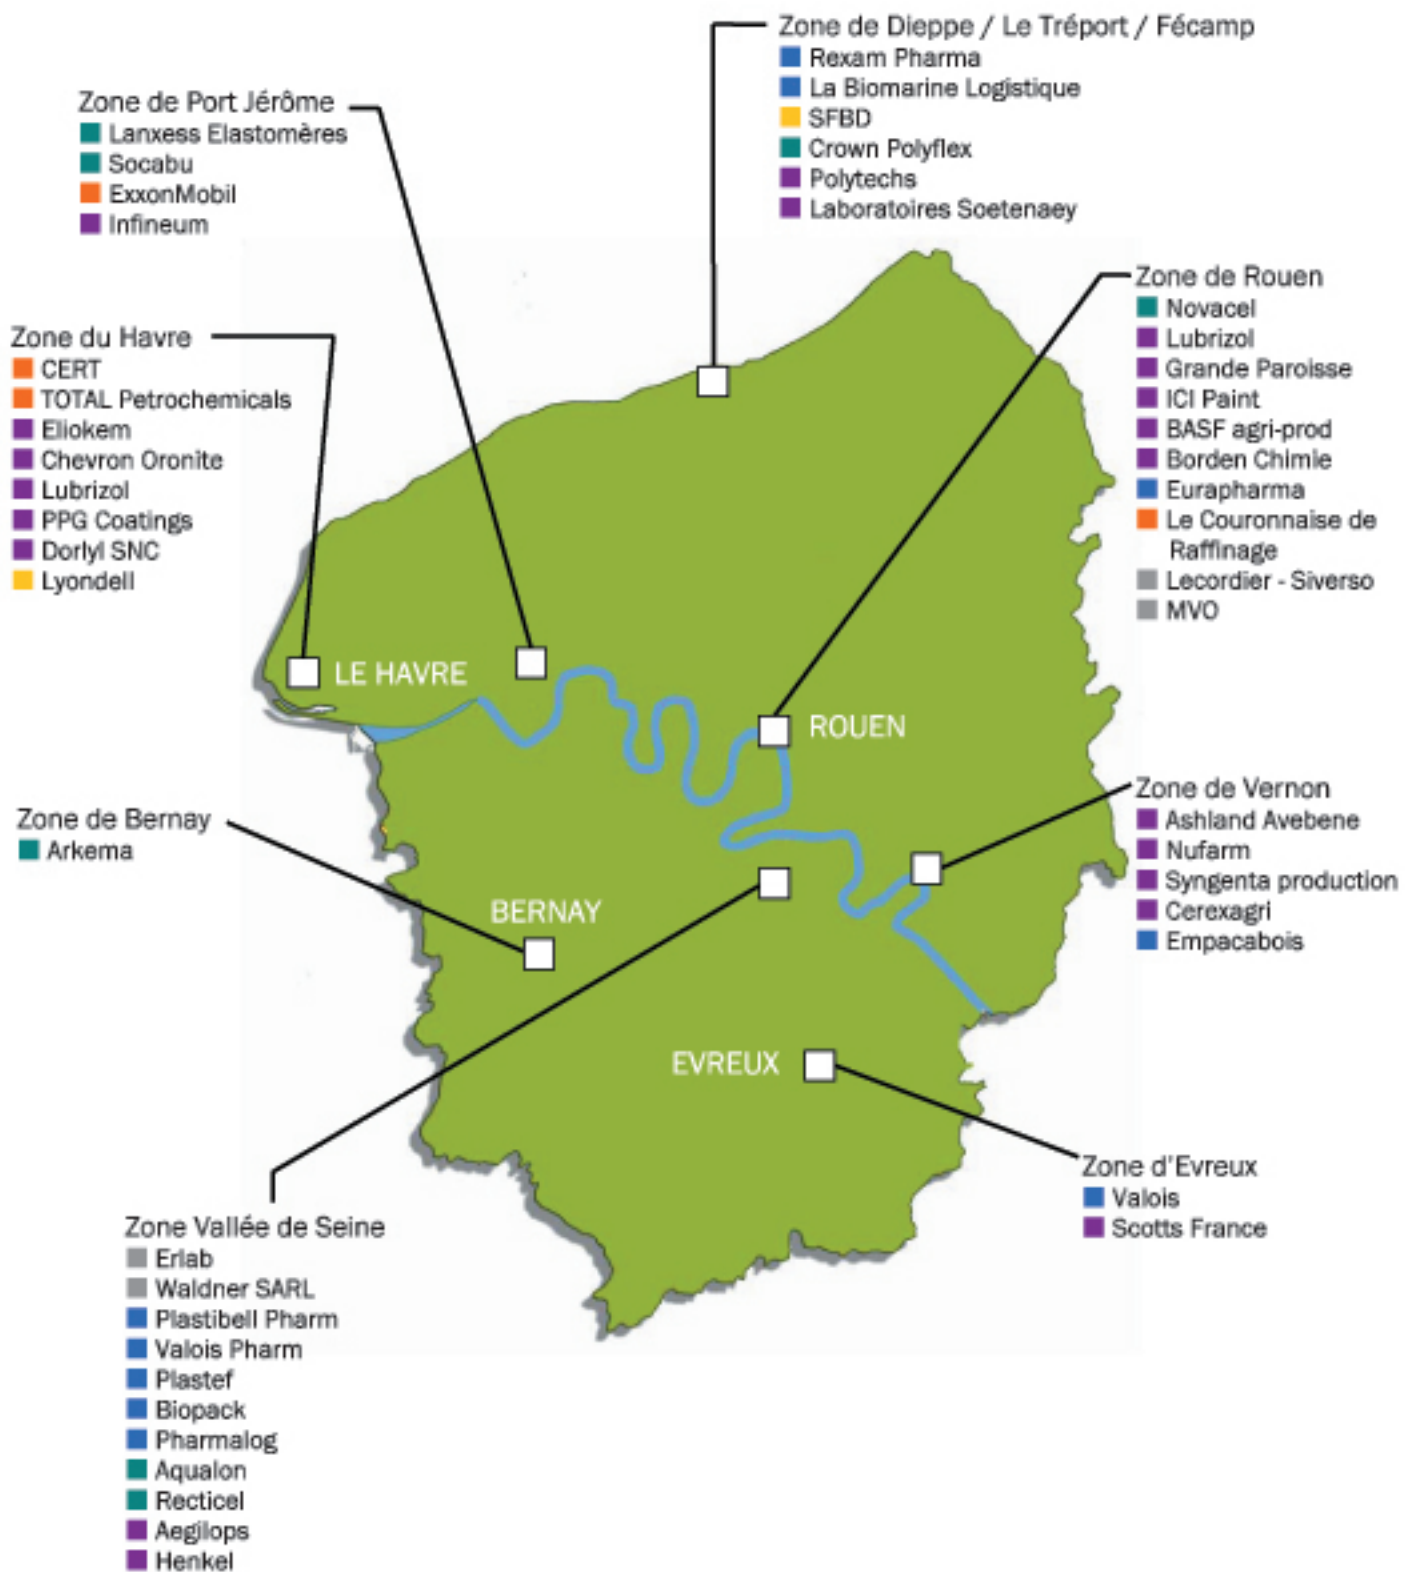 Zone de Dieppe / Le Tréport / Fécamp
Rexam Pharma
La Biomarine Logistique
SFBD
Crown Polyflex
Polytechs
Laboratoires Soetenaey
Zone de Port Jérôme
Lanxess Elastomères
Socabu
ExxonMobil
Infineum
Zone de Rouen
Novacel
Lubrizol
Grande Paroisse
ICI Paint
BASF agri-prod
Borden Chimie
Eurapharma
Le Couronnaise de
Raffinage
Lecordier - Siverso
MVO
Zone du Havre
CERT
TOTAL Petrochemicals
Eliokem
Chevron Oronite
Lubrizol
PPG Coatings
Dorlyl SNC
Lyondell
LE HAVRE
ROUEN
Zone de Vernon
Ashland Avebene
Nufarm
Syngenta production
Cerexagri
Empacabois
Zone de Bernay
Arkema
BERNAY
EVREUX
Zone d'Evreux
Valois
Scotts France
Zone Vallée de Seine
Erlab
Waldner SARL
Plastibell Pharm
Valois Pharm
Plastef
Biopack
Pharmalog
Aqualon
Recticel
Aegilops
Henkel